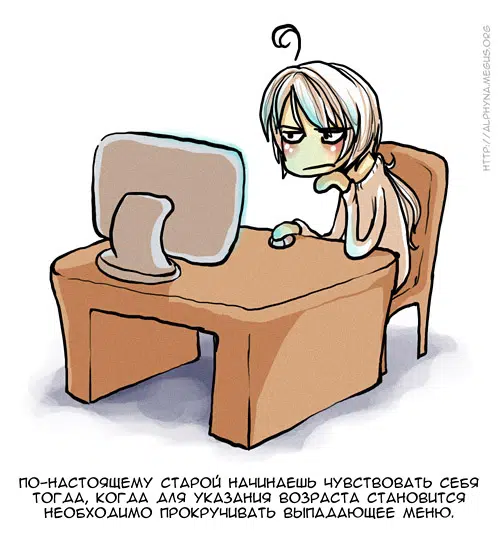 HTTP://ALPHYNA.MEGUS.ORG
ПО-НАСТОЯЩЕМУ СТАРОЙ НАЧИНАЕШЬ ЧУВСТВОВАТЬ СЕБЯ
ТОГДА, КОГДА ДЛЯ УКАЗАНИЯ ВОЗРАСТА СТАНОВИТСЯ
НЕОБХОДИМО ПРОКРУЧИВАТЬ ВЫПАДАЮЩЕЕ МЕНЮ.